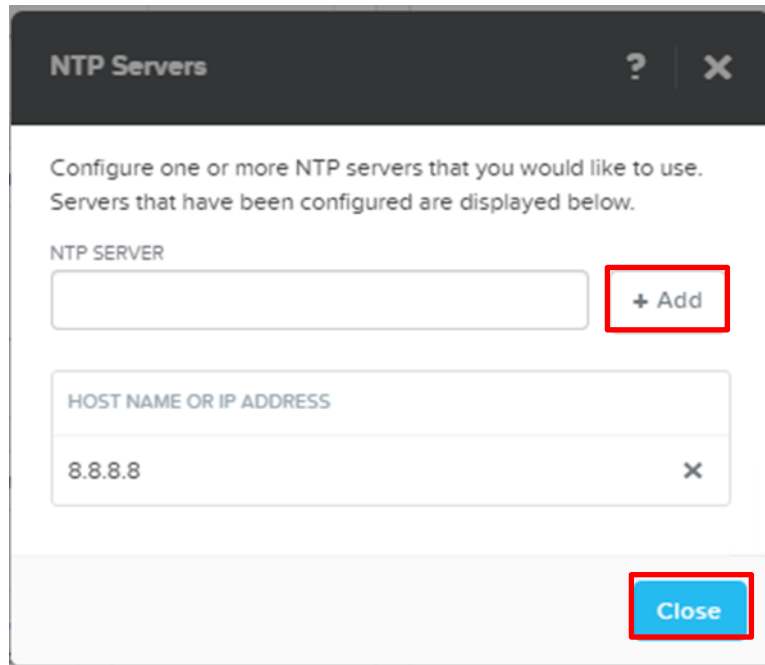 NTP Servers ? ×
Configure one or more NTP servers that you would like to use.
Servers that have been configured are displayed below.
NTP SERVER
+ Add
HOST NAME OR IP ADDRESS
8.8.8.8 ×
Close